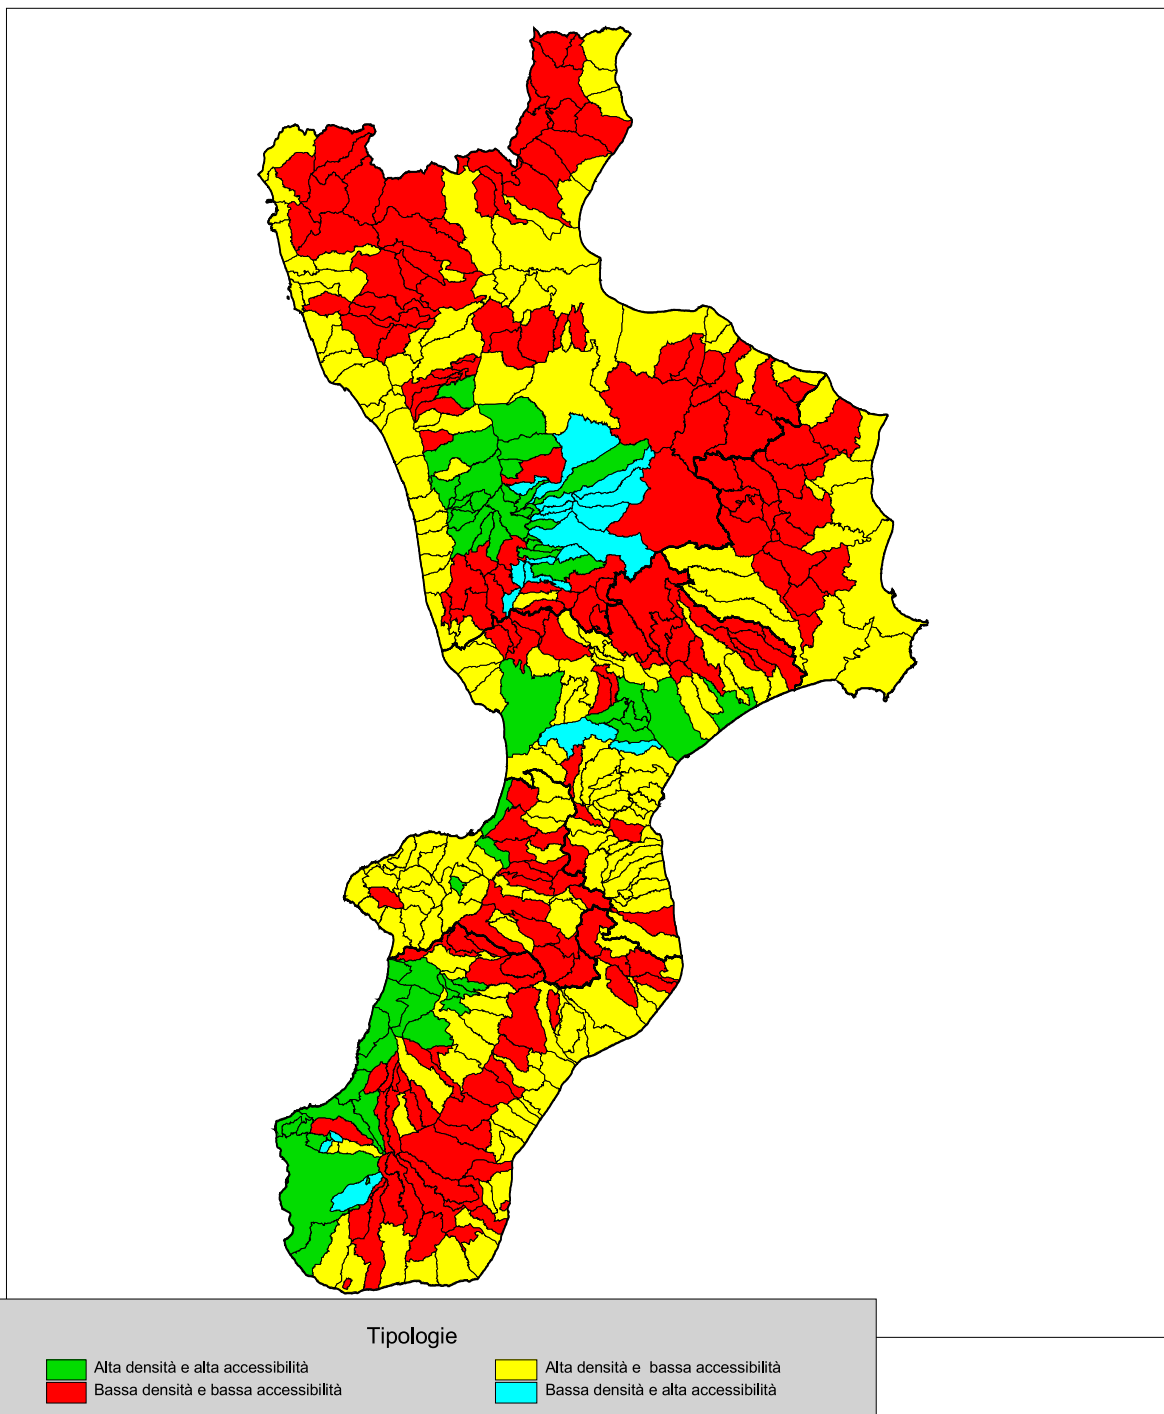 Tipologie
Alta densità e alta accessibilità
Alta densità e bassa accessibilità
Bassa densità e bassa accessibilità
Bassa densità e alta accessibilità